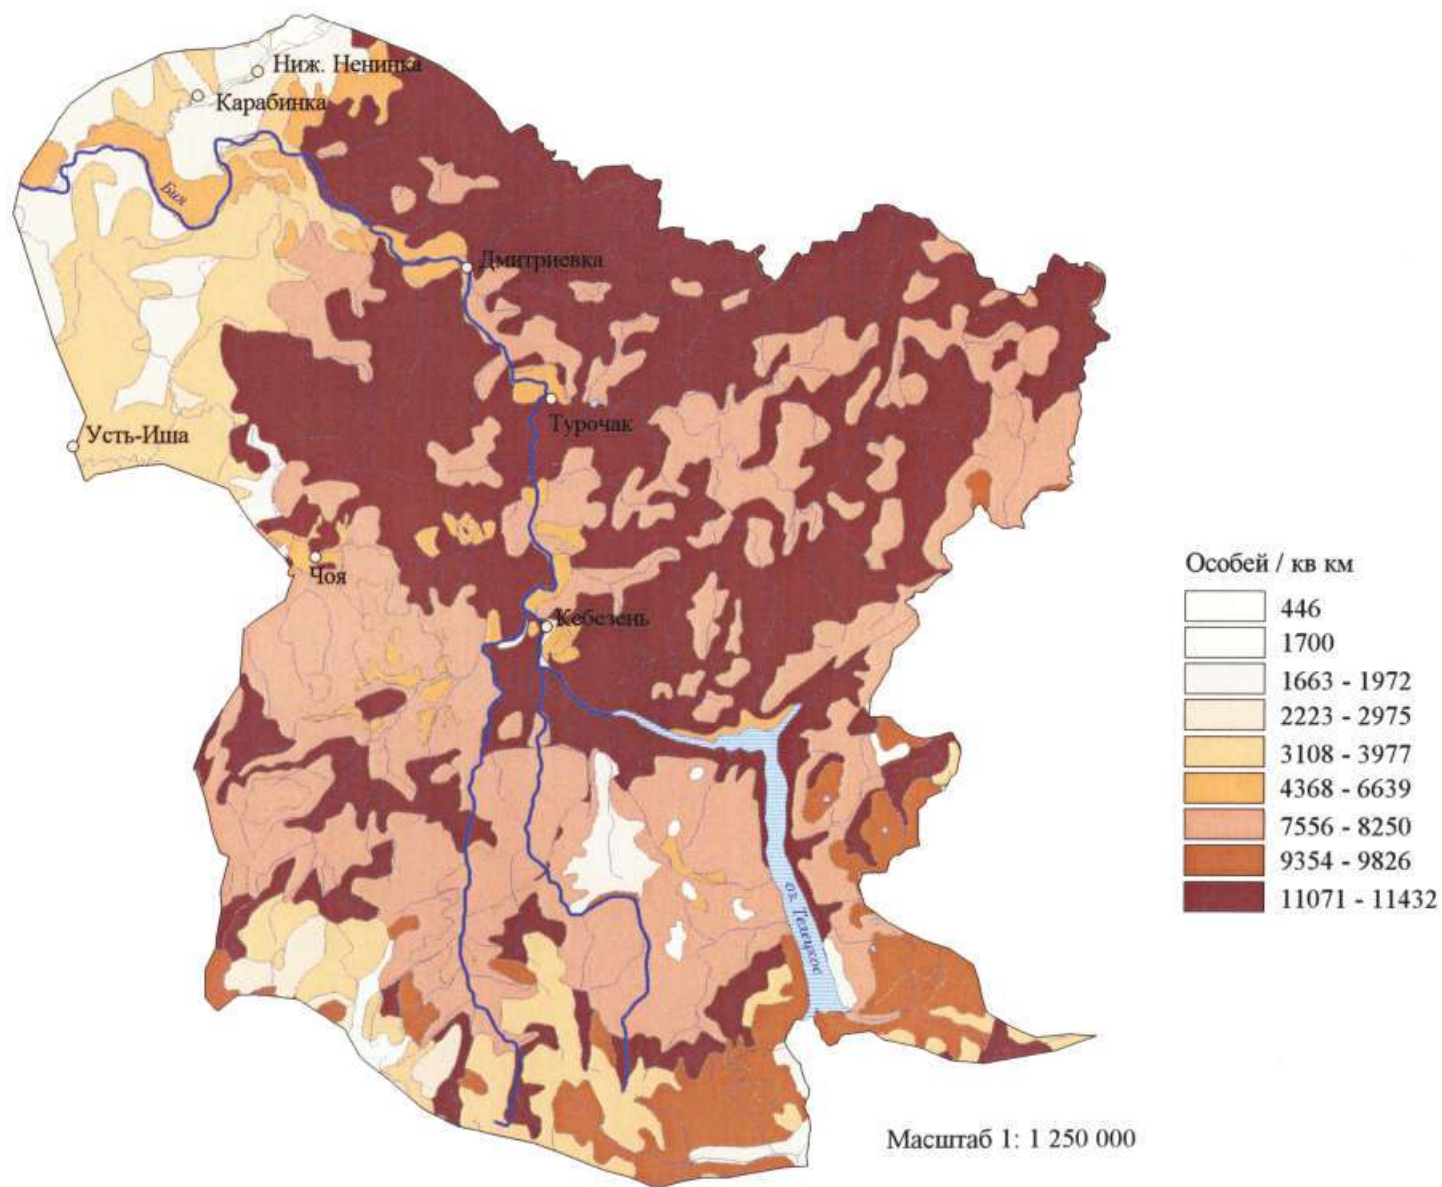 Ниж. Ненинка
Карабинка
Бия
Дмитриевка
Турочак
Усть-Иша
Чоя
Кебезень
оз. Телецкое
Особей / кв км
446
1700
1663 - 1972
2223 - 2975
3108 - 3977
4368 - 6639
7556 - 8250
9354 - 9826
11071 - 11432
Масштаб 1: 1 250 000